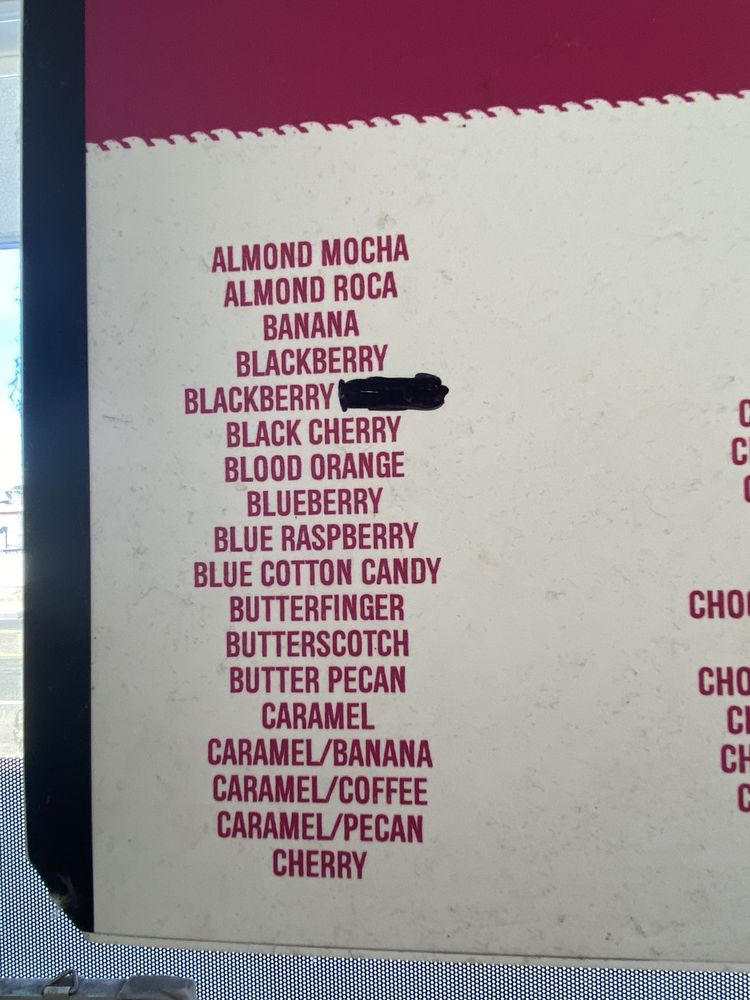 ALMOND MOCHA
ALMOND ROCA
BANANA
BLACKBERRY
BLACKBERRY
BLACK CHERRY
BLOOD ORANGE
BLUEBERRY
BLUE RASPBERRY
BLUE COTTON CANDY
BUTTERFINGER
BUTTERSCOTCH
BUTTER PECAN
CARAMEL
CARAMEL/BANANA
CARAMEL/COFFEE
CARAMEL/PECAN
CHERRY